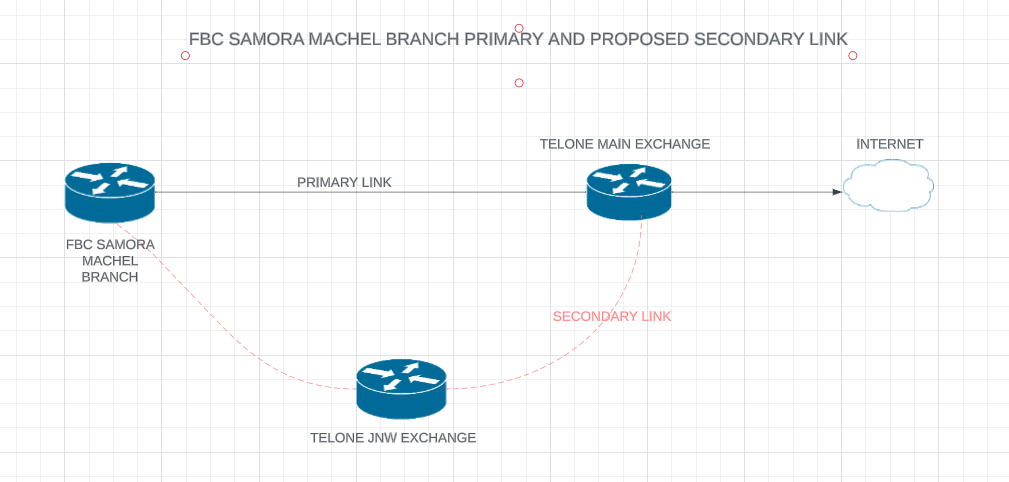 FBC SAMORA MACHEL BRANCH PRIMARY AND PROPOSED SECONDARY LINK
TELONE MAIN EXCHANGE
INTERNET
PRIMARY LINK
FBC SAMORA
MACHEL
BRANCH
SECONDARY LINK
TELONE JNW EXCHANGE